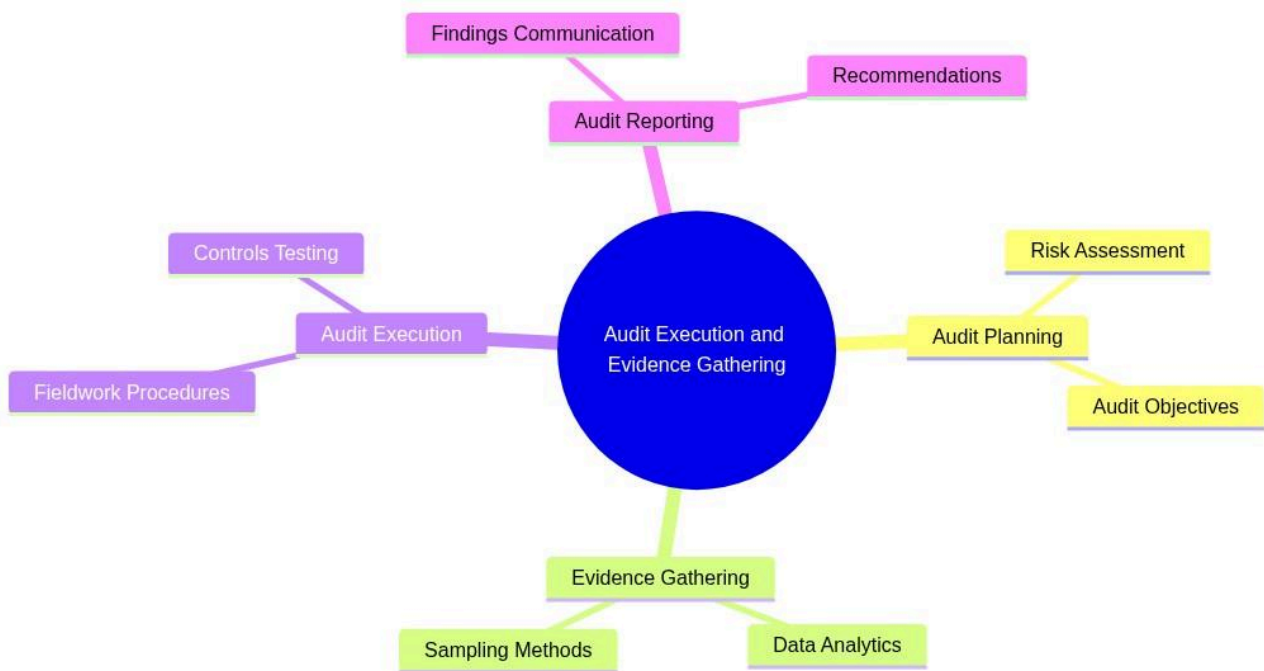 Findings Communication
Recommendations
Audit Reporting
Controls Testing
Risk Assessment
Audit Execution
Audit Execution and
Evidence Gathering
Audit Planning
Fieldwork Procedures
Audit Objectives
Evidence Gathering
Sampling Methods
Data Analytics